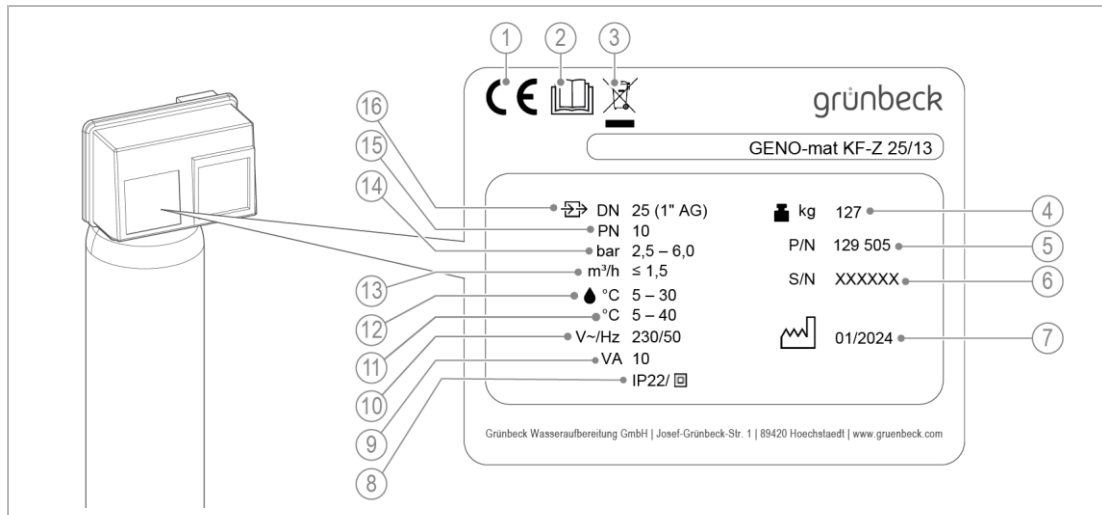 1 2 3
CE
grünbeck
GENO-mat KF-Z 25/13
16 DN 25 (1" AG)
15 PN 10
14 bar 2,5 – 6,0
13 m³/h ≤ 1,5
12 °C 5 – 30
11 °C 5 – 40
10 V~/Hz 230/50
9 VA 10
8 IP22/
kg 127 4
P/N 129 505 5
S/N XXXXXX 6
01/2024 7
Grünbeck Wasseraufbereitung GmbH | Josef-Grünbeck-Str. 1 | 89420 Hoechstaedt | www.gruenbeck.com